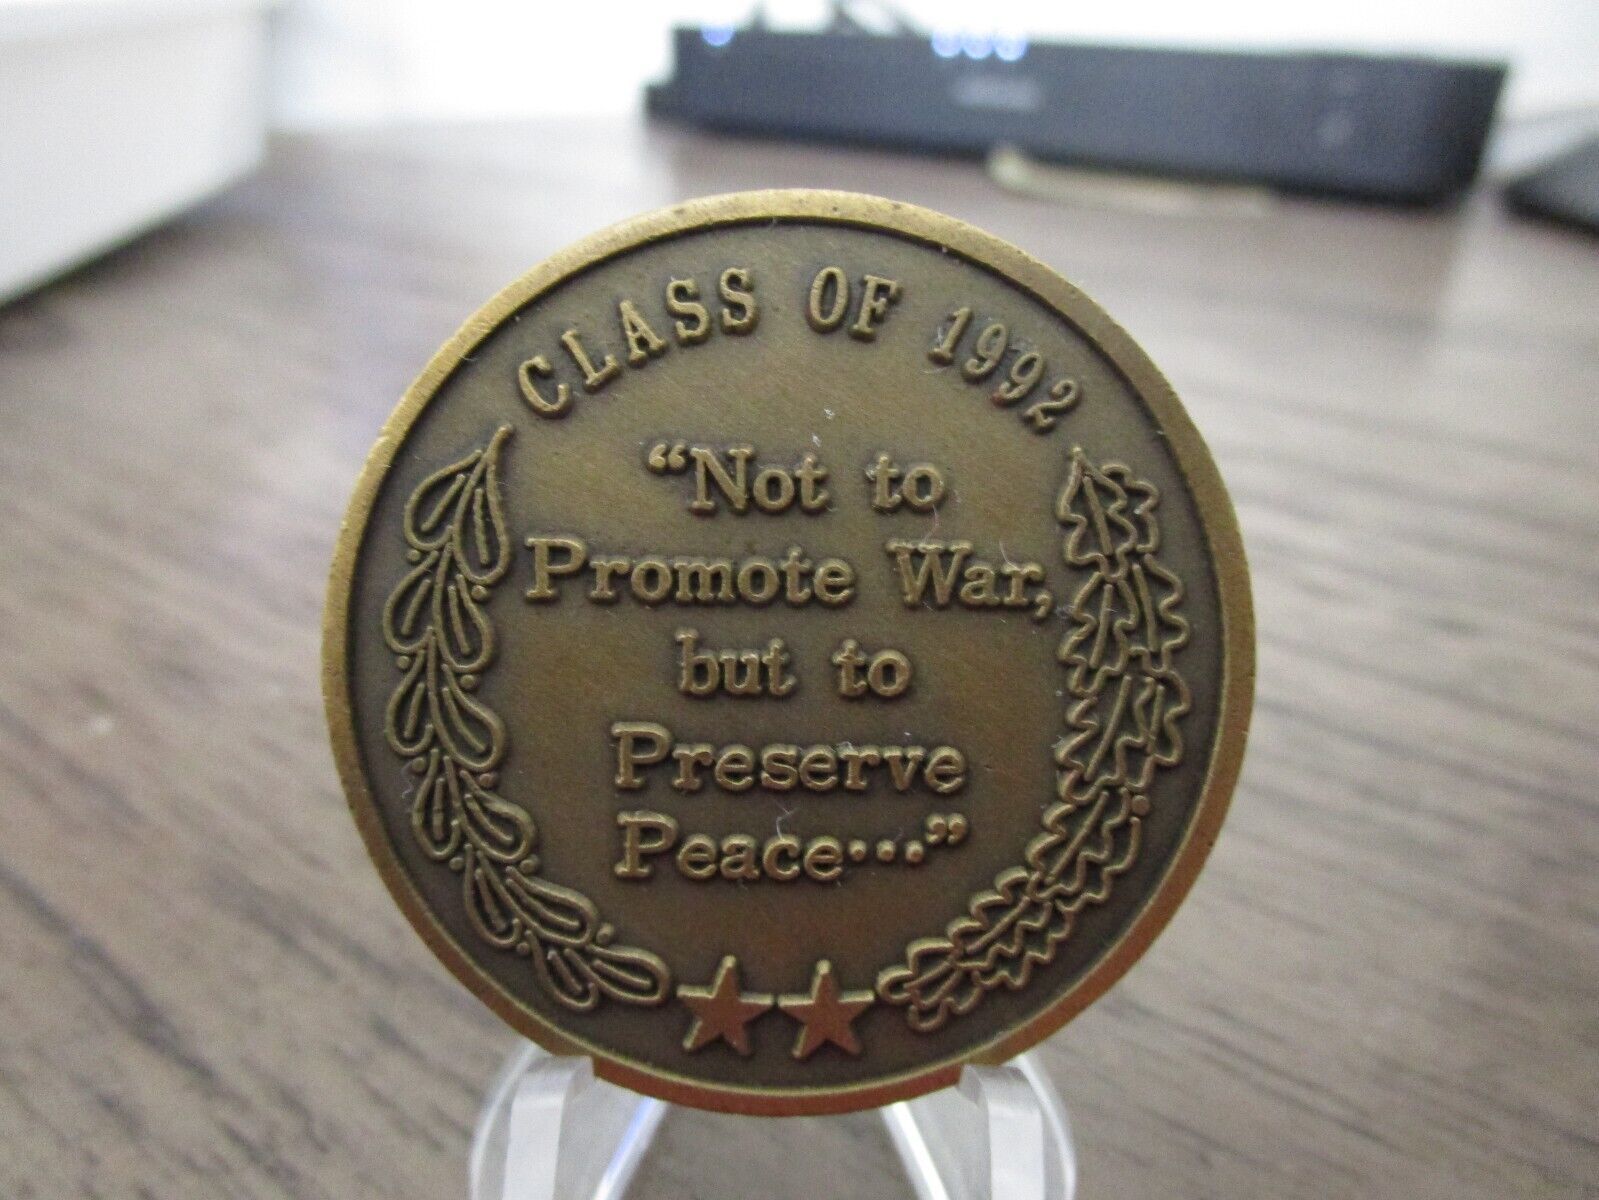 CLASS OF 1992
“Not to
Promote War,
but to
Preserve
Peace...”